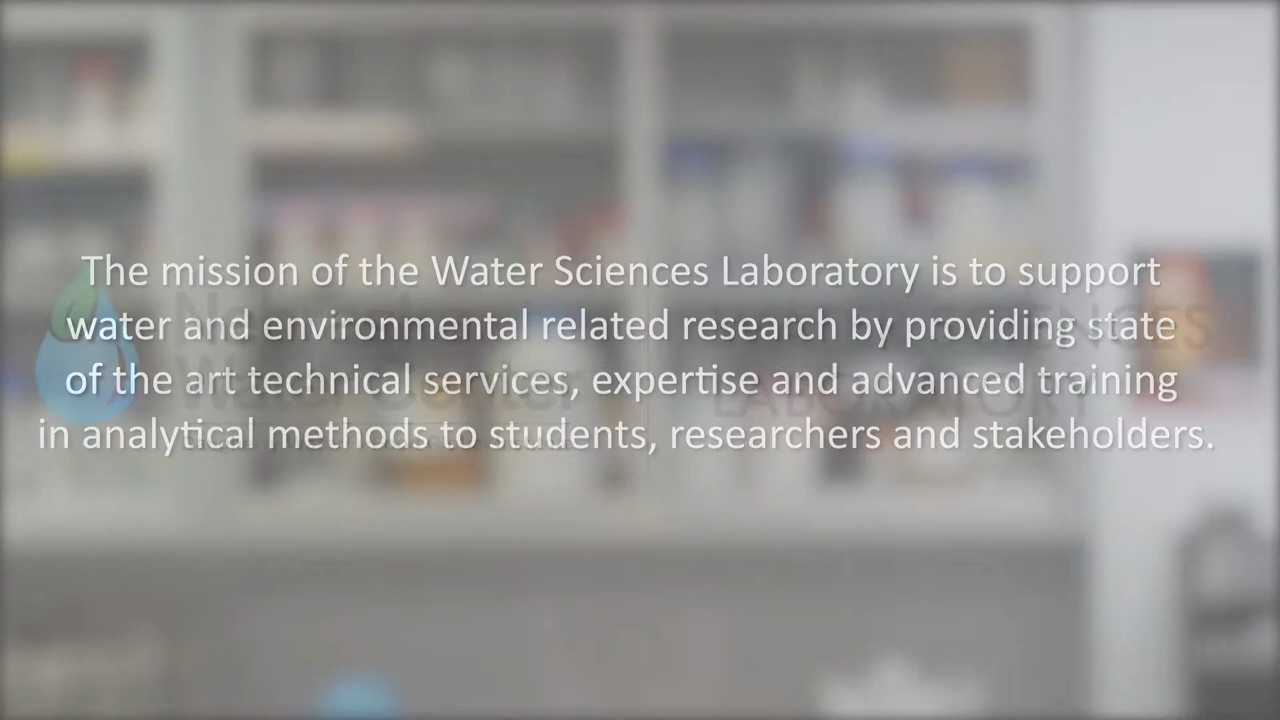 The mission of the Water Sciences Laboratory is to support
water and environmental related research by providing state
of the art technical services, expertise and advanced training
in analytical methods to students, researchers and stakeholders.
LABORATORY